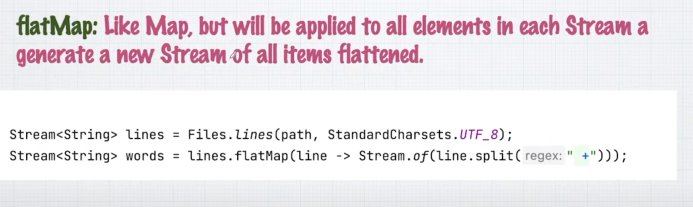 flatMap: Like Map, but will be applied to all elements in each Stream a
generate a new Stream of all items flattened.
Stream<String> lines = Files.lines(path, StandardCharsets.UTF_8);
Stream<String> words = lines.flatMap(line -> Stream.of(line.split( regex: " +")));